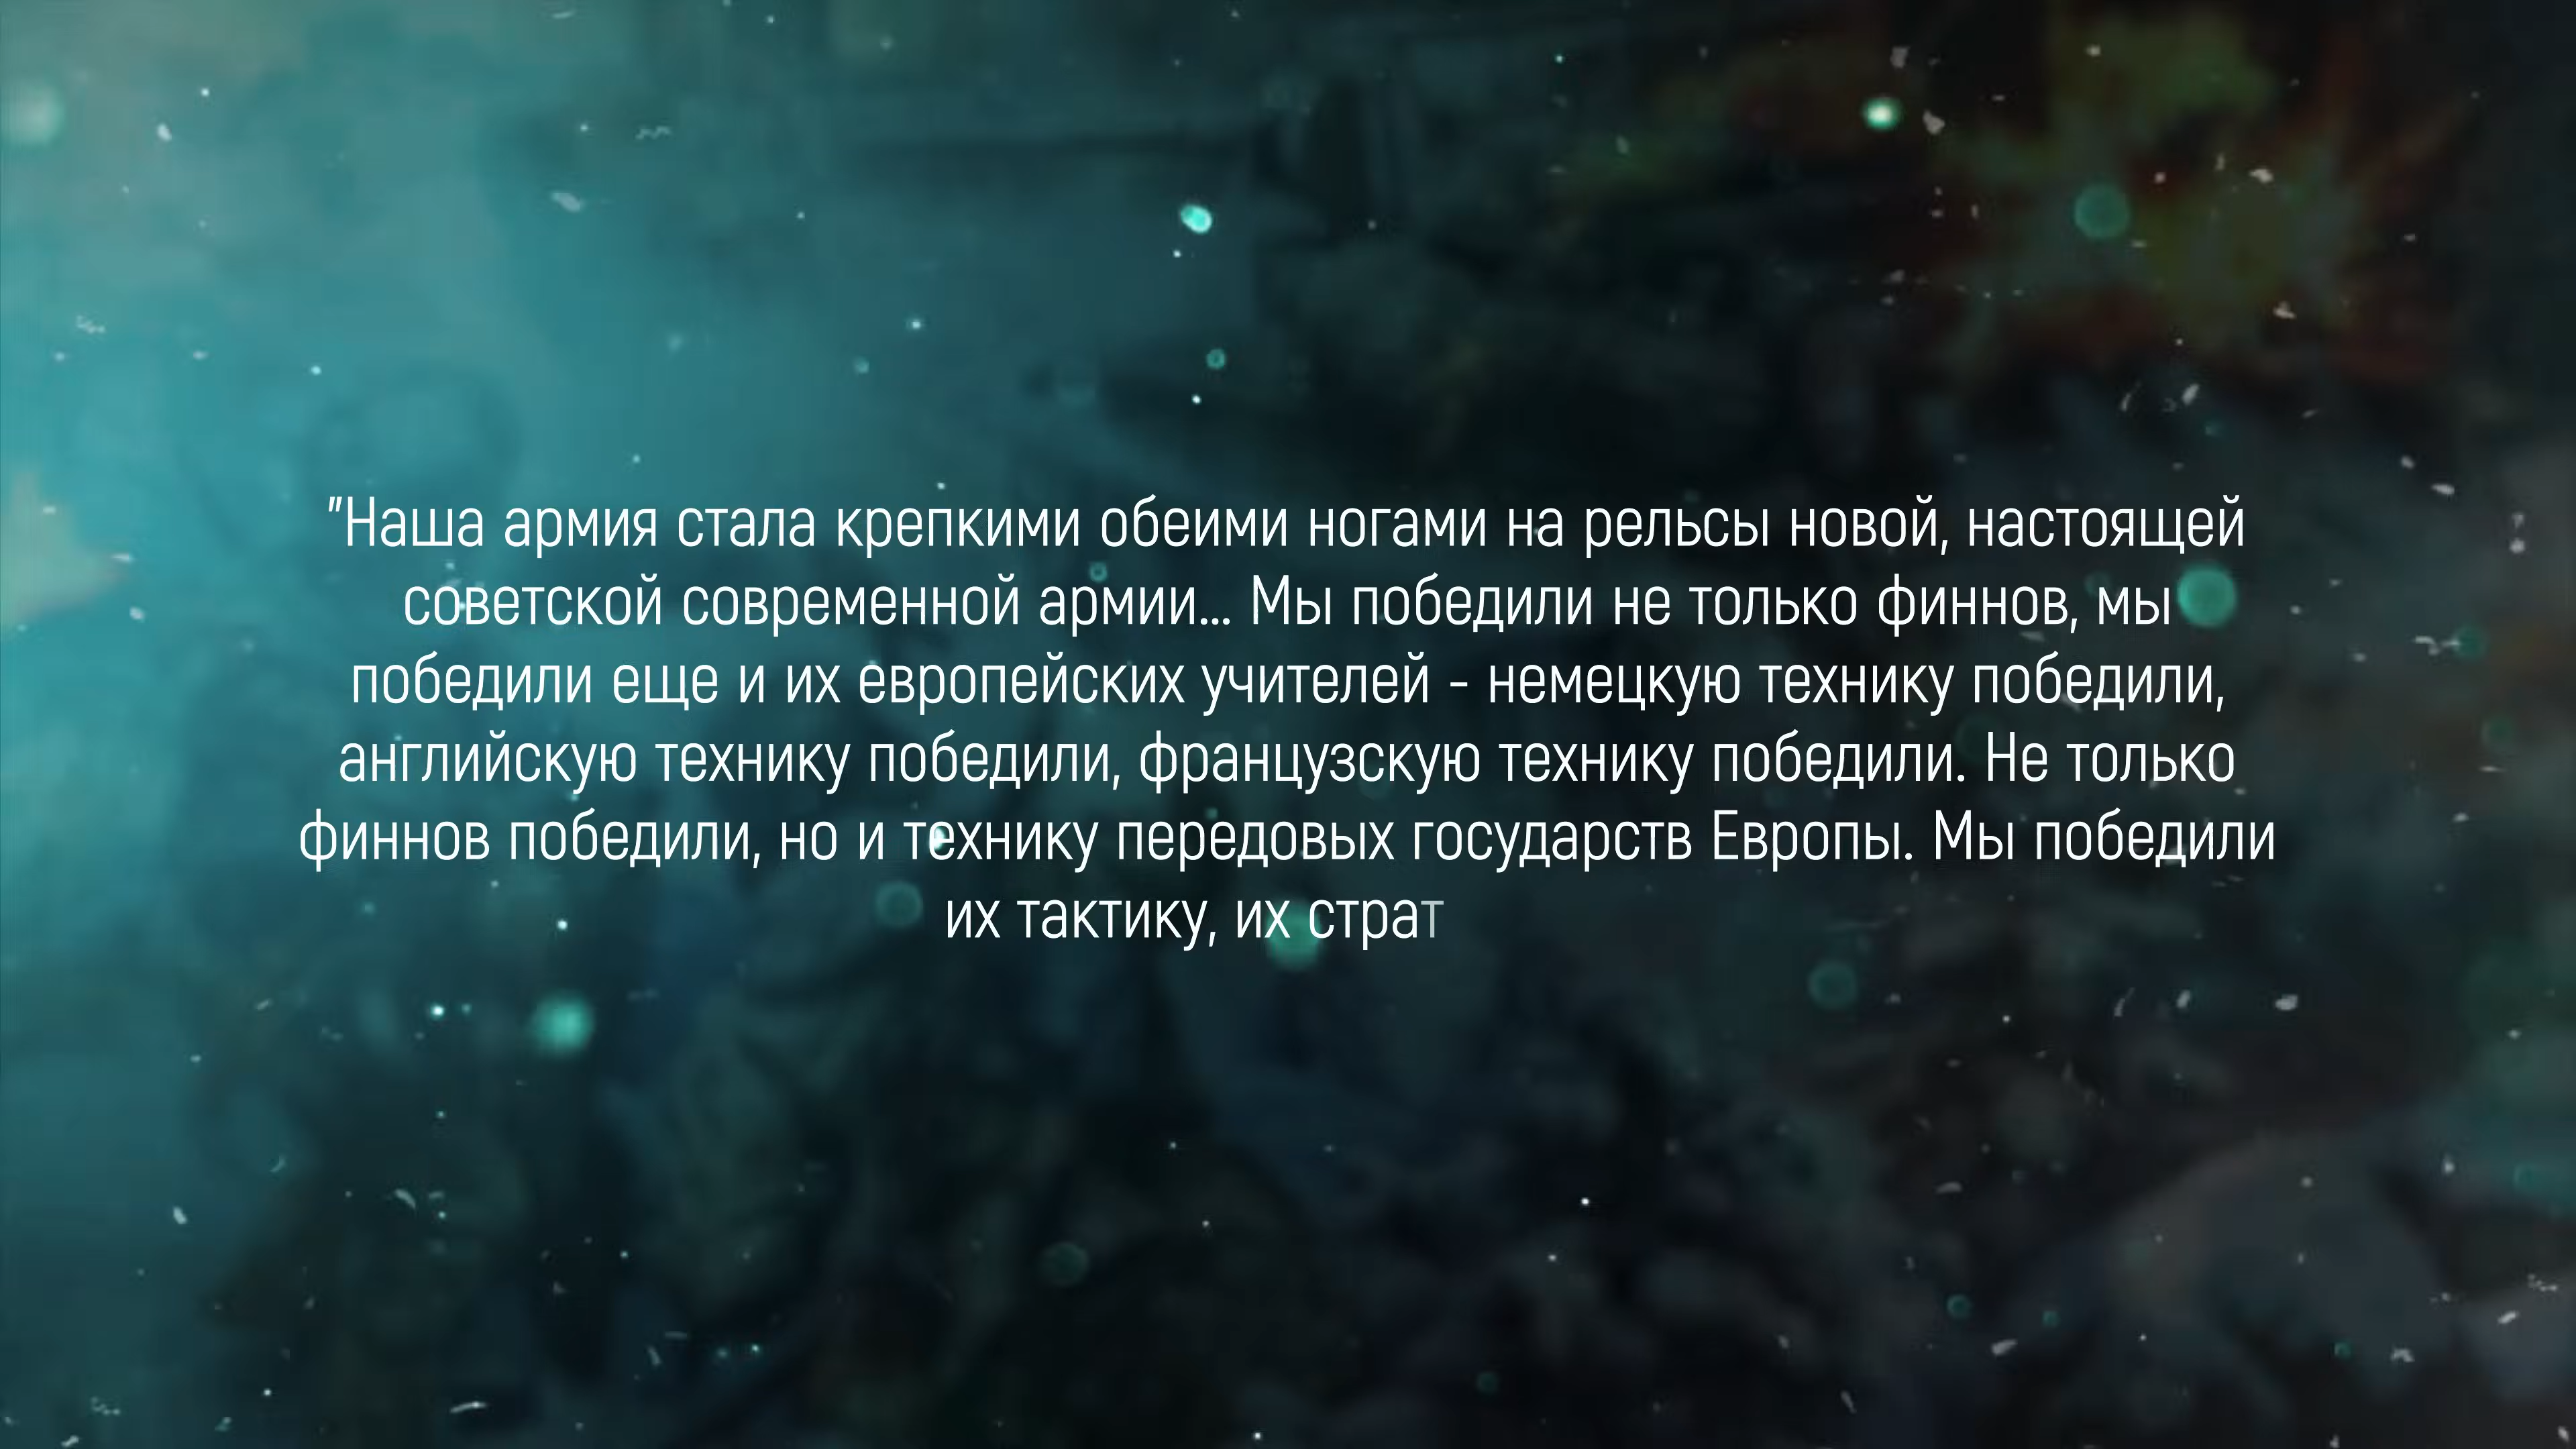 "Наша армия стала крепкими обеими ногами на рельсы новой, настоящей
советской современной армии... Мы победили не только финнов, мы
победили еще и их европейских учителей - немецкую технику победили,
английскую технику победили, французскую технику победили. Не только
финнов победили, но и технику передовых государств Европы. Мы победили
их тактику, их страт